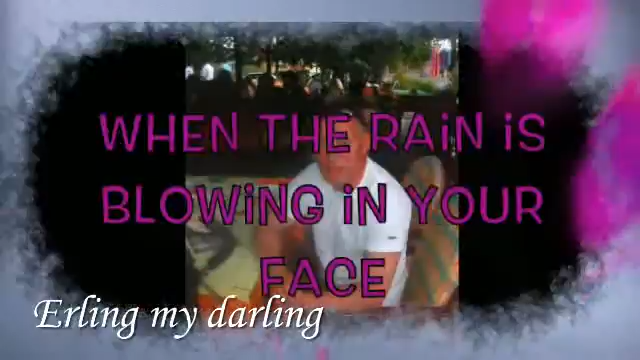 WHEN THE RAiN iS
BLOWiNG iN YOUR
FACE
Erling my darling